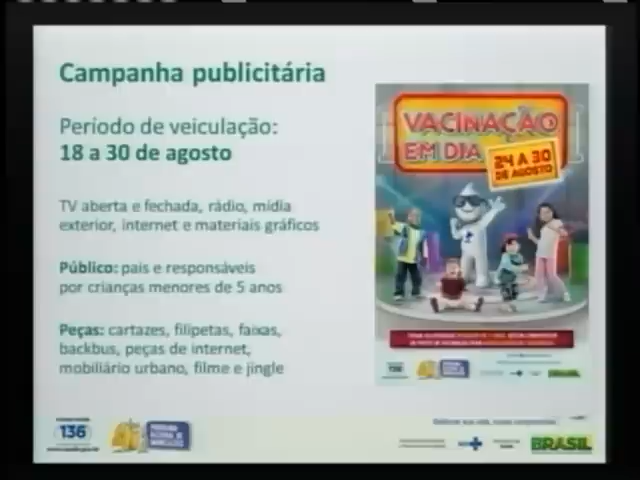 Campanha publicitária
Período de veiculação:
18 a 30 de agosto
TV aberta e fechada, rádio, mídia
exterior, internet e materiais gráficos
Público: pais e responsáveis
por crianças menores de 5 anos
Peças: cartazes, filipetas, faixas,
backbus, peças de internet,
mobiliário urbano, filme e jingle
VACINAÇÃO
EM DIA
24 A 30
DE AGOSTO
136
BRASIL
136
BRASIL